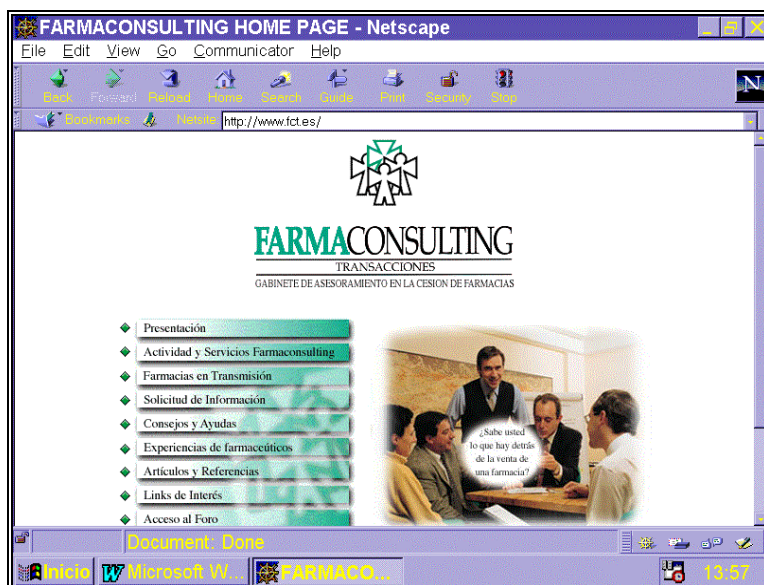 FARMACONSULTING HOME PAGE - Netscape
File Edit View Go Communicator Help
Back Forward Reload Home Search Guide Print Security Stop
N
Bookmarks Netsite http://www.fct.es/
FARMACONSULTING
TRANSACCIONES
GABINETE DE ASESORAMIENTO EN LA CESION DE FARMACIAS
Presentación
Actividad y Servicios Farmaconsulting
Farmacias en Transmisión
Solicitud de Información
Consejos y Ayudas
Experiencias de farmaceúticos
Artículos y Referencias
Links de Interés
Acceso al Foro
¿Sabe usted
lo que hay detrás
de la venta de
una farmacia?
Document: Done
Inicio Microsoft W... FARMACO... 13:57